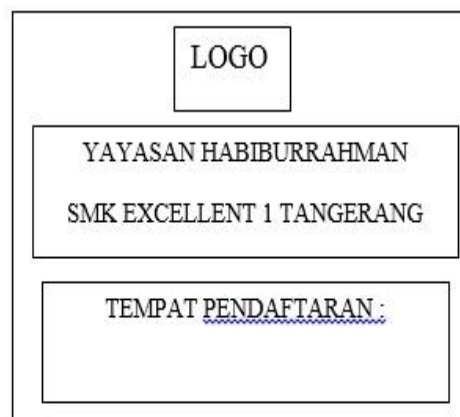 LOGO
YAYASAN HABIBURRAHMAN
SMK EXCELLENT 1 TANGERANG
TEMPAT PENDAFTARAN :